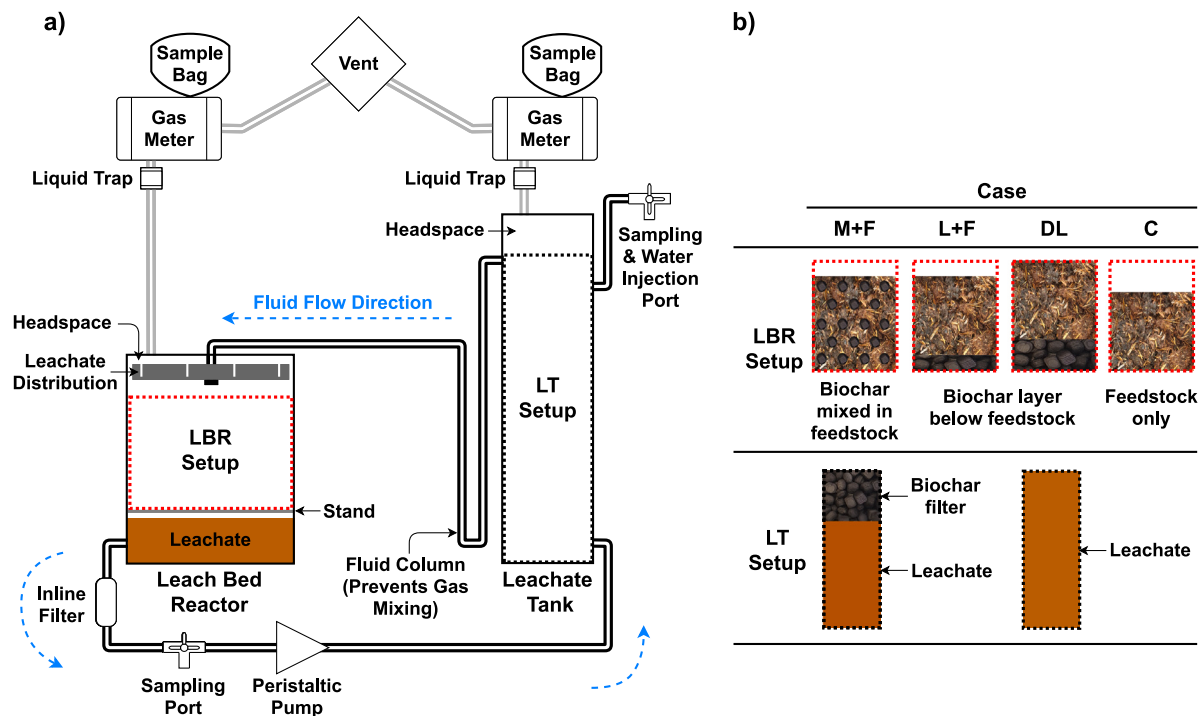 a)
Sample
Bag
Gas
Meter
Liquid Trap
Vent
Sample
Bag
Gas
Meter
Liquid Trap
Headspace
Sampling
& Water
Injection
Port
Fluid Flow Direction
Headspace
Leachate
Distribution
LBR
Setup
LT
Setup
Stand
Leachate
Leach Bed
Reactor
Fluid Column
(Prevents Gas
Mixing)
Leachate
Tank
Inline
Filter
Sampling
Port
Peristaltic
Pump
b)
Case
M+F
L+F
DL
C
LBR
Setup
Biochar
mixed in
feedstock
Biochar layer
below feedstock
Feedstock
only
LT
Setup
Biochar
filter
Leachate
Leachate